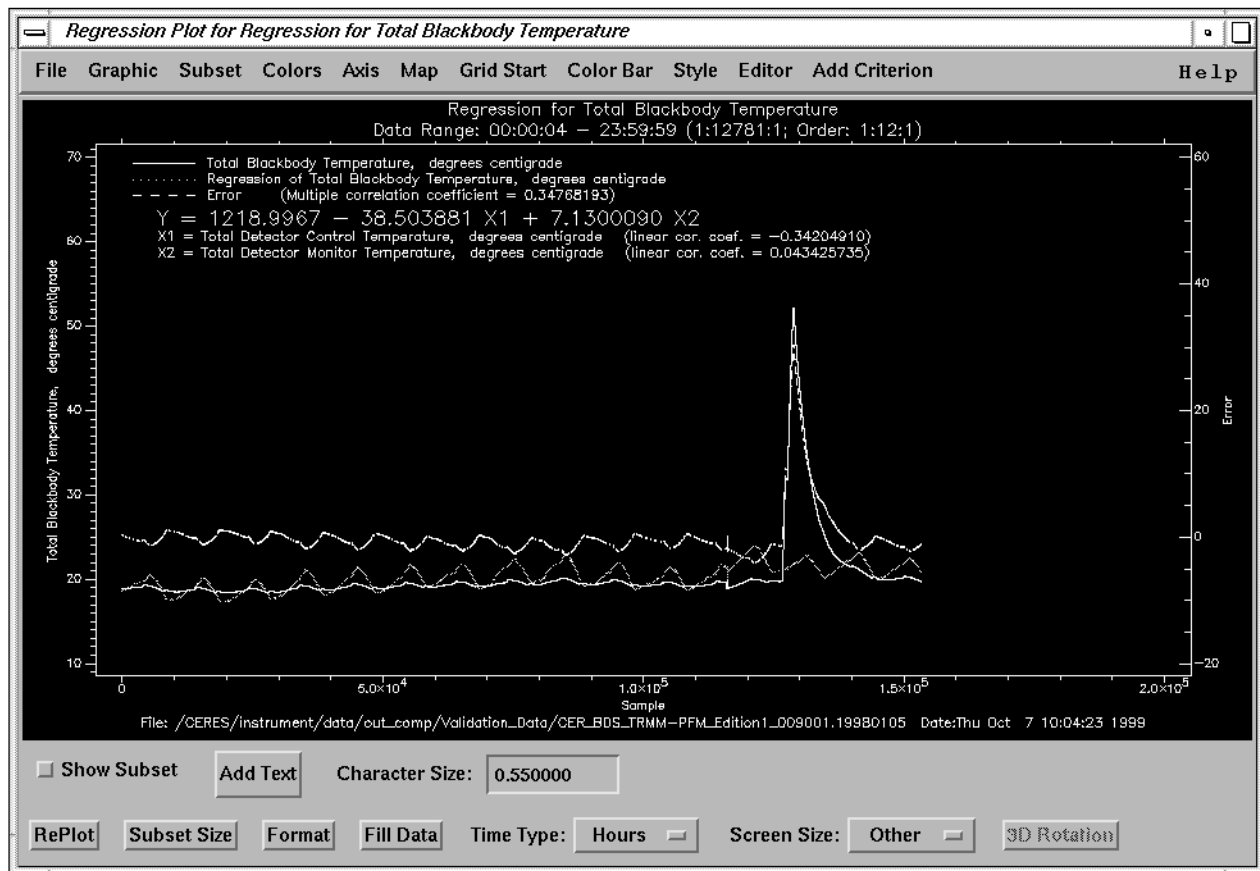 Regression Plot for Regression for Total Blackbody Temperature
File Graphic Subset Colors Axis Map Grid Start Color Bar Style Editor Add Criterion Help
Regression for Total Blackbody Temperature
Data Range: 00:00:04 – 23:59:59 (1:12781:1; Order: 1:12:1)
Total Blackbody Temperature, degrees centigrade
Regression of Total Blackbody Temperature, degrees centigrade
Error (Multiple correlation coefficient = 0.34768193)
Y = 1218.9967 – 38.503881 X1 + 7.1300090 X2
X1 = Total Detector Control Temperature, degrees centigrade (linear cor. coef. = –0.34204910)
X2 = Total Detector Monitor Temperature, degrees centigrade (linear cor. coef. = 0.043425735)
Total Blackbody Temperature, degrees centigrade
70
60
50
40
30
20
10
60
40
20
0
–20
Error
0 5.0×10⁴ 1.0×10⁵ 1.5×10⁵ 2.0×10⁵
Sample
File: /CERES/instrument/data/out_comp/Validation_Data/CER_BDS_TRMM–PFM_Edition1_009001.19980105 Date:Thu Oct 7 10:04:23 1999
Show Subset Add Text Character Size: 0.550000
RePlot Subset Size Format Fill Data Time Type: Hours Screen Size: Other 3D Rotation